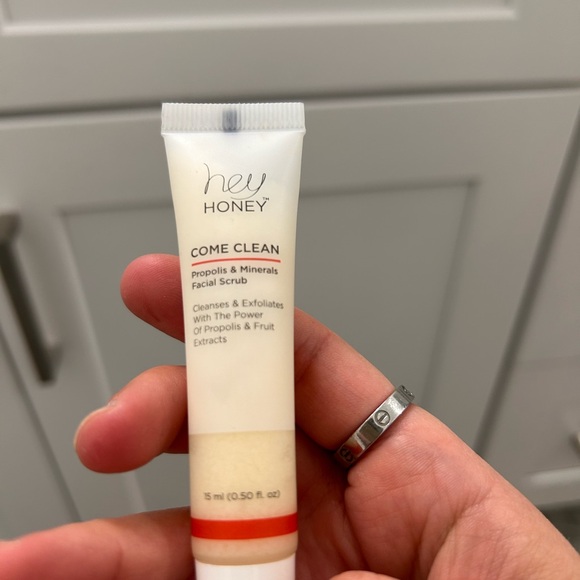 hey
HONEY™
COME CLEAN
Propolis & Minerals
Facial Scrub
Cleanses & Exfoliates
With The Power
Of Propolis & Fruit
Extracts
15 ml (0.50 fl. oz)